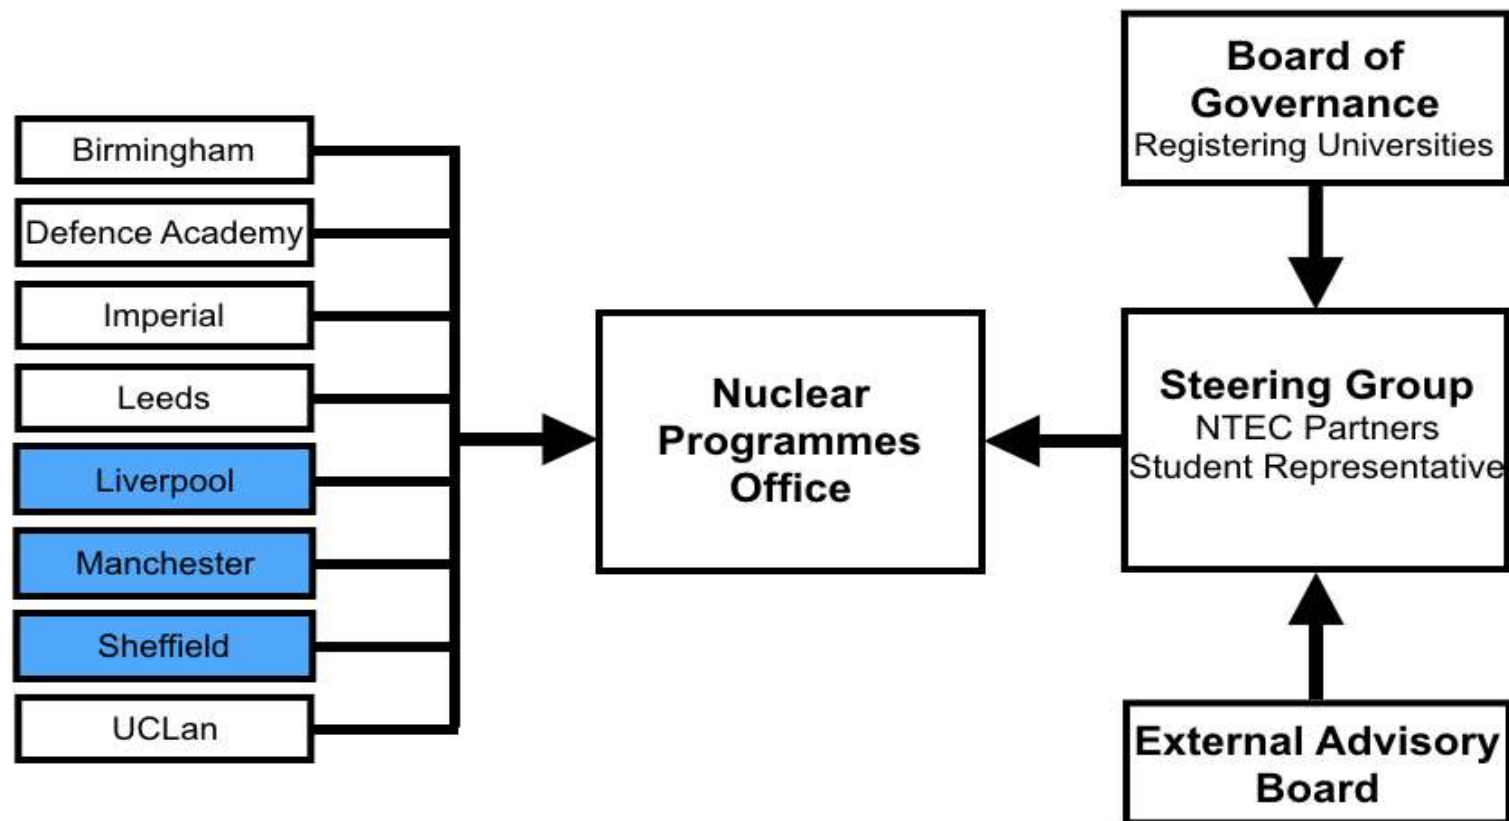 Birmingham
Defence Academy
Imperial
Leeds
Liverpool
Manchester
Sheffield
UCLan
Nuclear
Programmes
Office
Board of
Governance
Registering Universities
Steering Group
NTEC Partners
Student Representative
External Advisory
Board